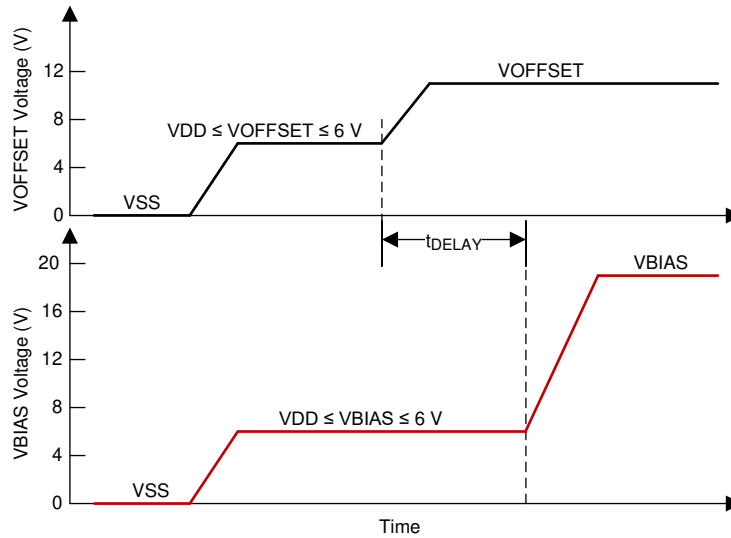 VOFFSET Voltage (V)
12
8
4
0
VOFFSET
VDD ≤ VOFFSET ≤ 6 V
VSS
tDELAY
VBIAS Voltage (V)
20
16
12
8
4
0
VBIAS
VDD ≤ VBIAS ≤ 6 V
VSS
Time